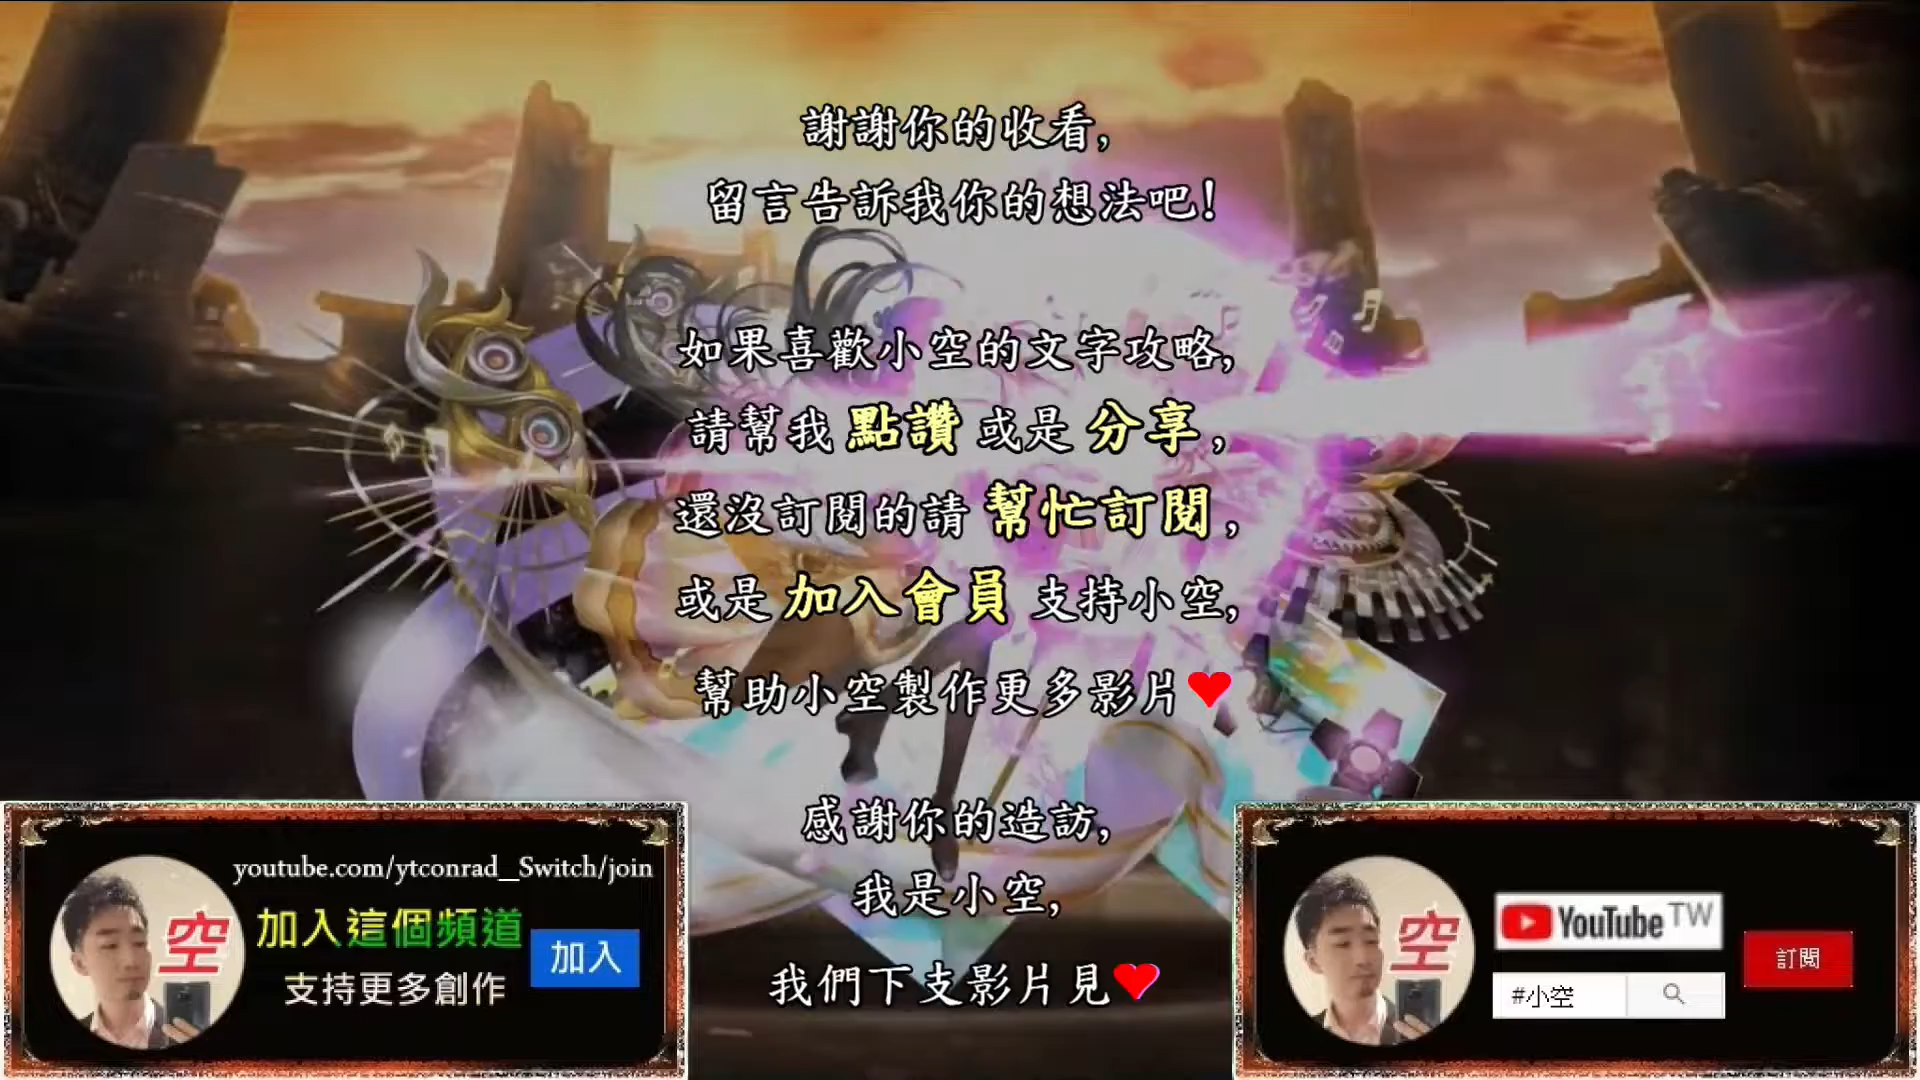 謝謝你的收看,
留言告訴我你的想法吧!
如果喜歡小空的文字攻略,
請幫我 點讚 或是 分享,
還沒訂閱的請 幫忙訂閱,
或是 加入會員 支持小空,
幫助小空製作更多影片❤
感謝你的造訪,
我是小空,
我們下支影片見❤
youtube.com/ytconrad_Switch/join
空
加入這個頻道
加入
支持更多創作
空
YouTube TW
訂閱
#小空